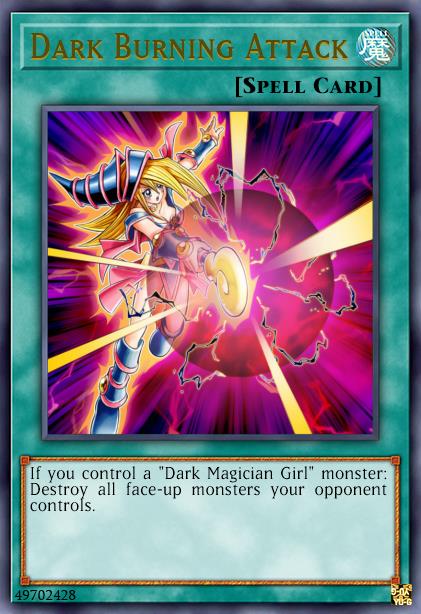 Dark Burning Attack
SPELL
魔
[Spell Card]
If you control a "Dark Magician Girl" monster:
Destroy all face-up monsters your opponent
controls.
49702428